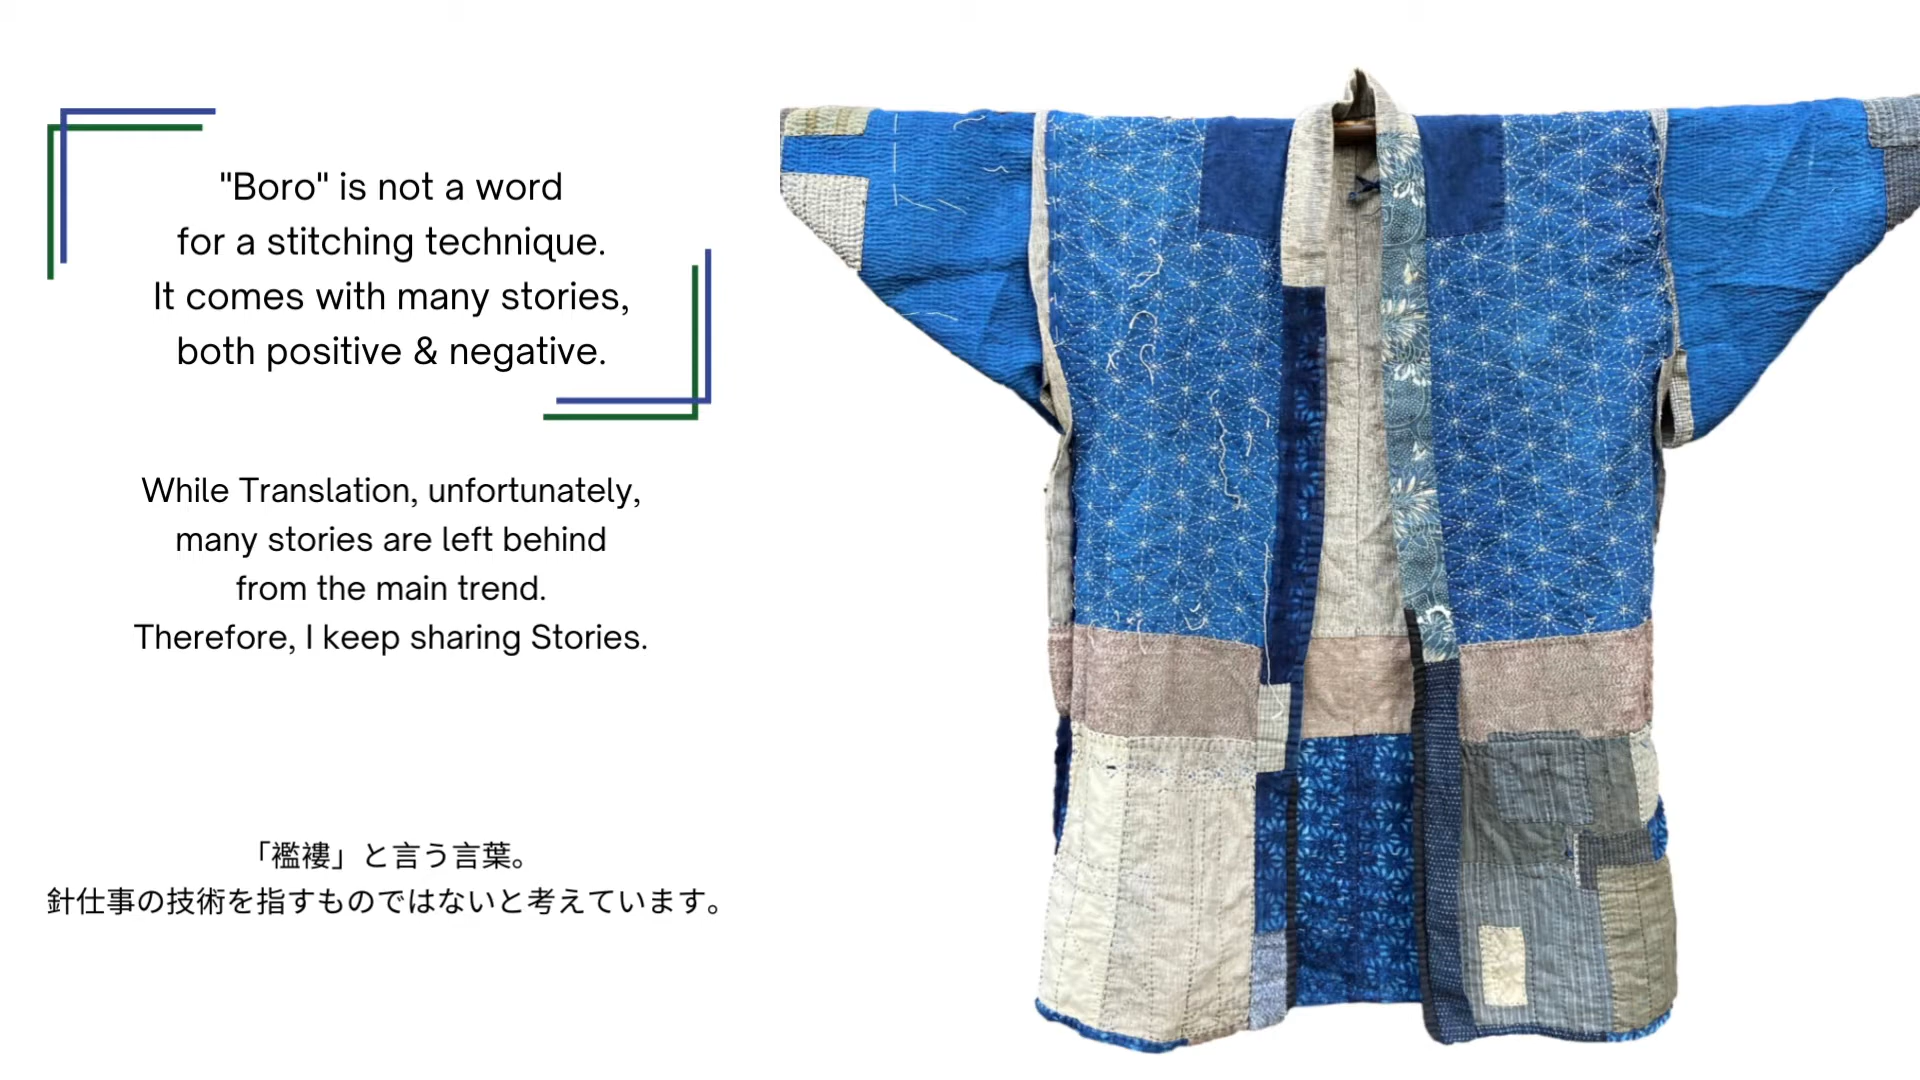 "Boro" is not a word
for a stitching technique.
It comes with many stories,
both positive & negative.
While Translation, unfortunately,
many stories are left behind
from the main trend.
Therefore, I keep sharing Stories.
「襤褸」と言う言葉。
針仕事の技術を指すものではないと考えています。